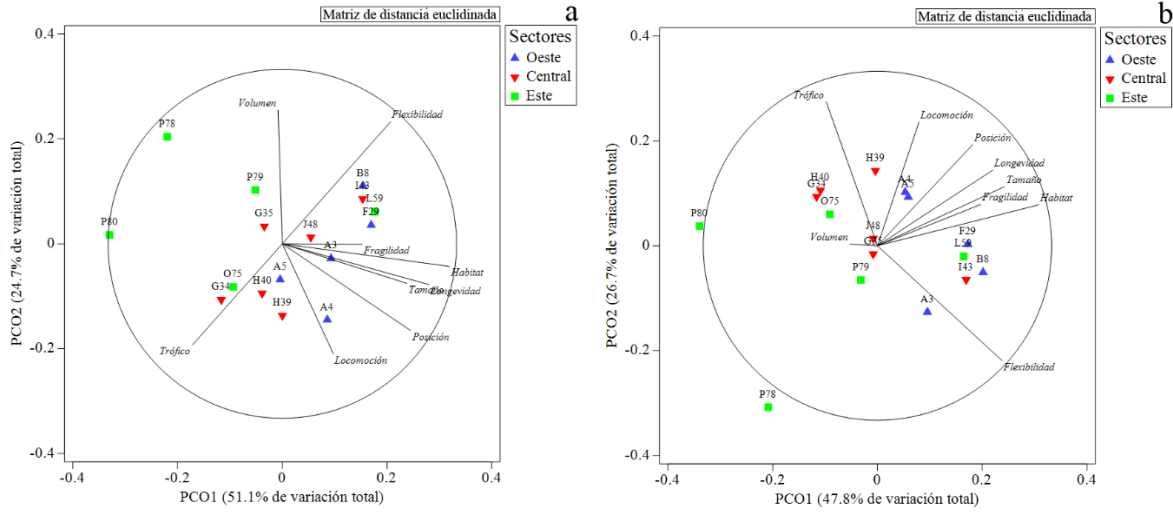 Matriz de distancia euclidinada
a
Sectores
Oeste
Central
Este
0.4
0.2
0
-0.2
-0.4
-0.4
-0.2
0
0.2
0.4
PCO2 (24.7% de variación total)
PCO1 (51.1% de variación total)
Volumen
Flexibilidad
Fragilidad
Habitat
Tamaño
Longevidad
Posición
Locomoción
Trófico
P78
P79
P80
G35
J48
B8
I43
L59
F29
A3
A5
A4
O75
G34
H40
H39
Matriz de distancia euclidinada
b
Sectores
Oeste
Central
Este
0.4
0.2
0
-0.2
-0.4
-0.4
-0.2
0
0.2
0.4
PCO2 (26.7% de variación total)
PCO1 (47.8% de variación total)
Trófico
Locomoción
Posición
Longevidad
Tamaño
Fragilidad
Habitat
Volumen
Flexibilidad
H39
H40
G34
A4
A5
O75
P80
J48
F29
L59
B8
I43
P79
A3
P78